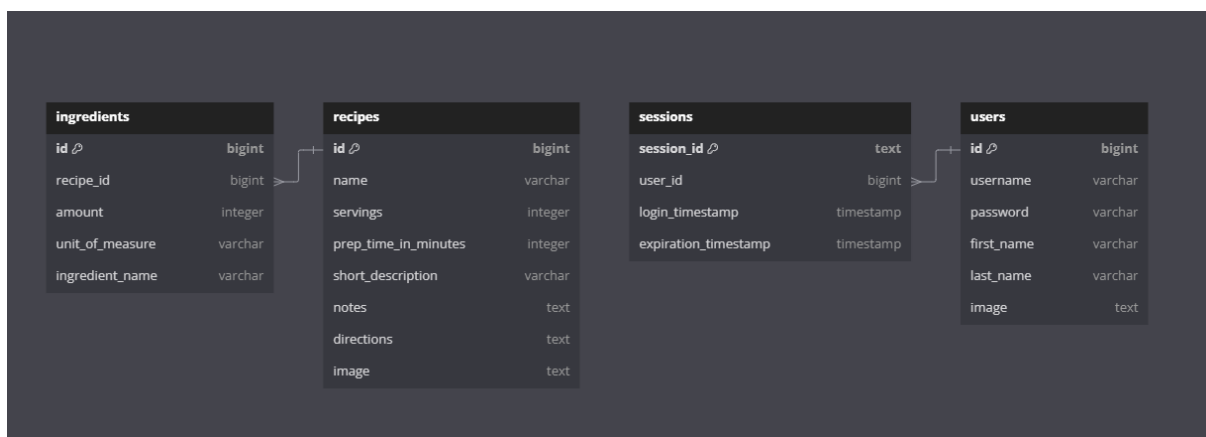 ingredients
id bigint
recipe_id bigint
amount integer
unit_of_measure varchar
ingredient_name varchar
recipes
id bigint
name varchar
servings integer
prep_time_in_minutes integer
short_description varchar
notes text
directions text
image text
sessions
session_id text
user_id bigint
login_timestamp timestamp
expiration_timestamp timestamp
users
id bigint
username varchar
password varchar
first_name varchar
last_name varchar
image text